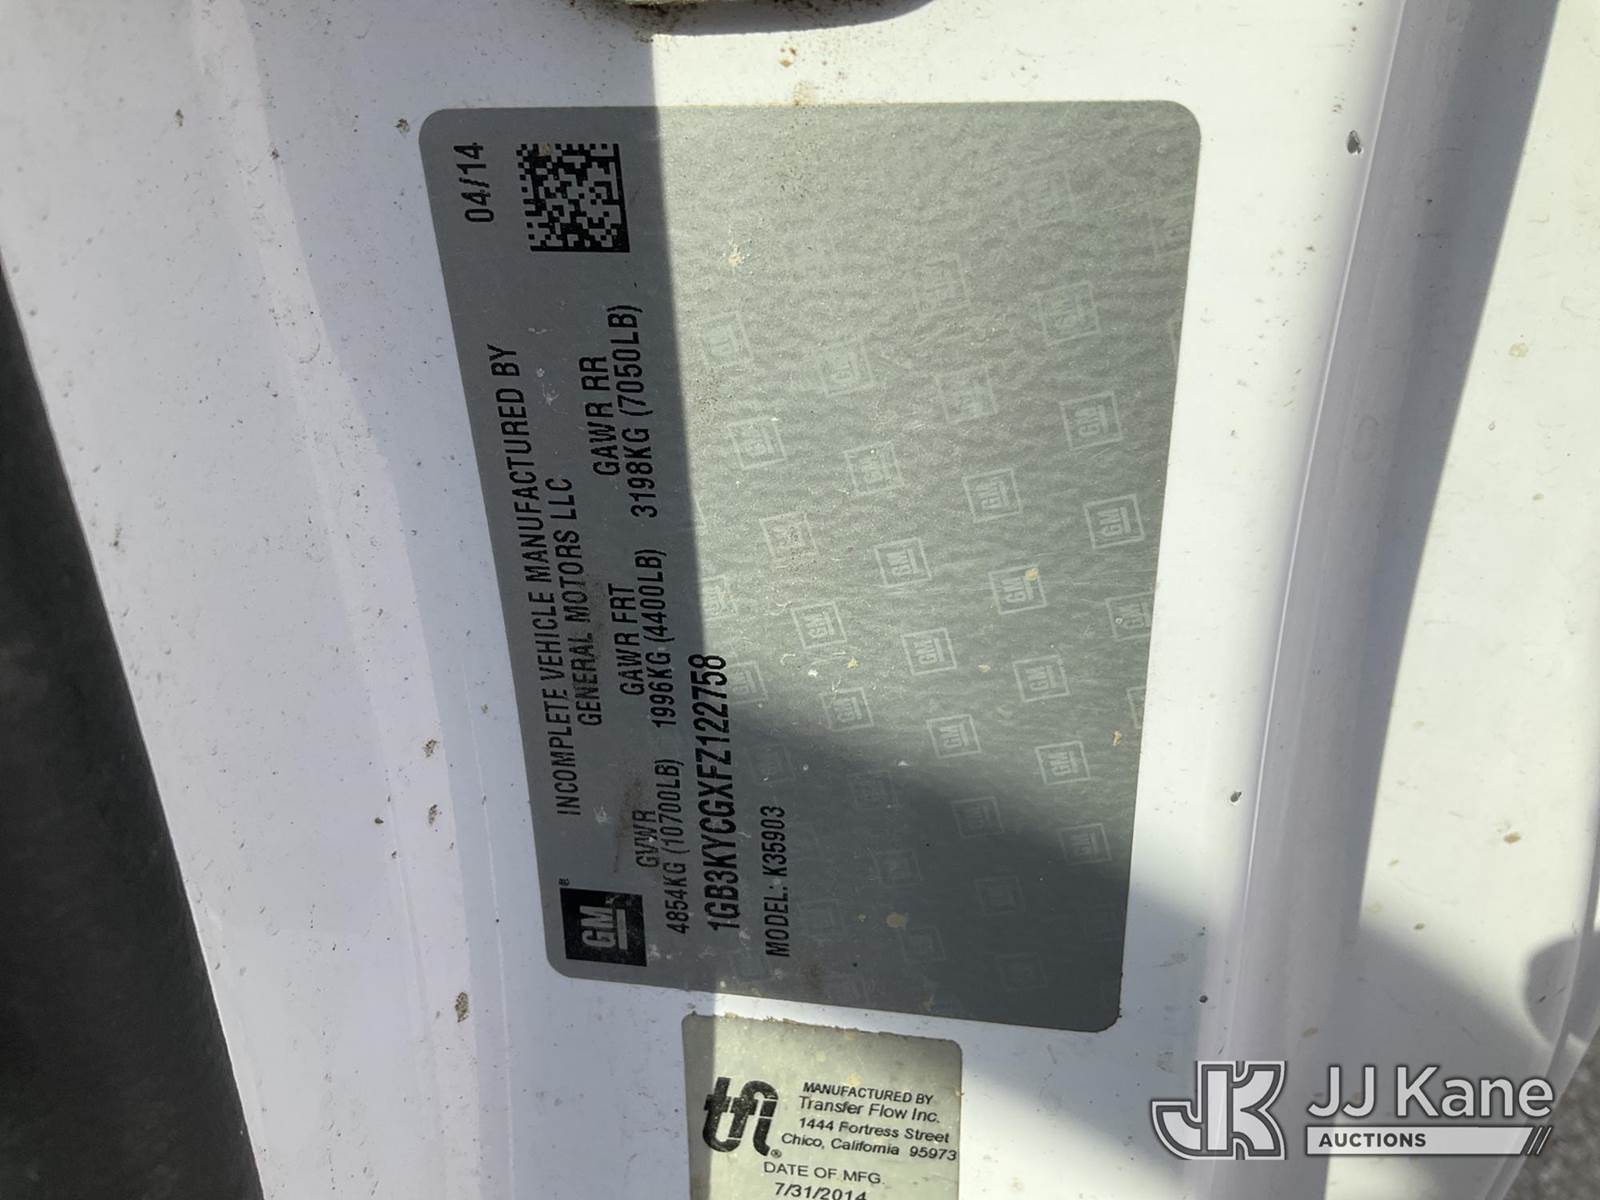 04/14
INCOMPLETE VEHICLE MANUFACTURED BY
GENERAL MOTORS LLC
GM®
GVWR GAWR FRT GAWR RR
4854KG (10700LB) 1996KG (4400LB) 3198KG (7050LB)
1GB3KYCGXFZ122758
MODEL: K35903
tfi®
MANUFACTURED BY
Transfer Flow Inc.
1444 Fortress Street
Chico, California 95973
DATE OF MFG.
7/31/2014
JK
JJ Kane
AUCTIONS